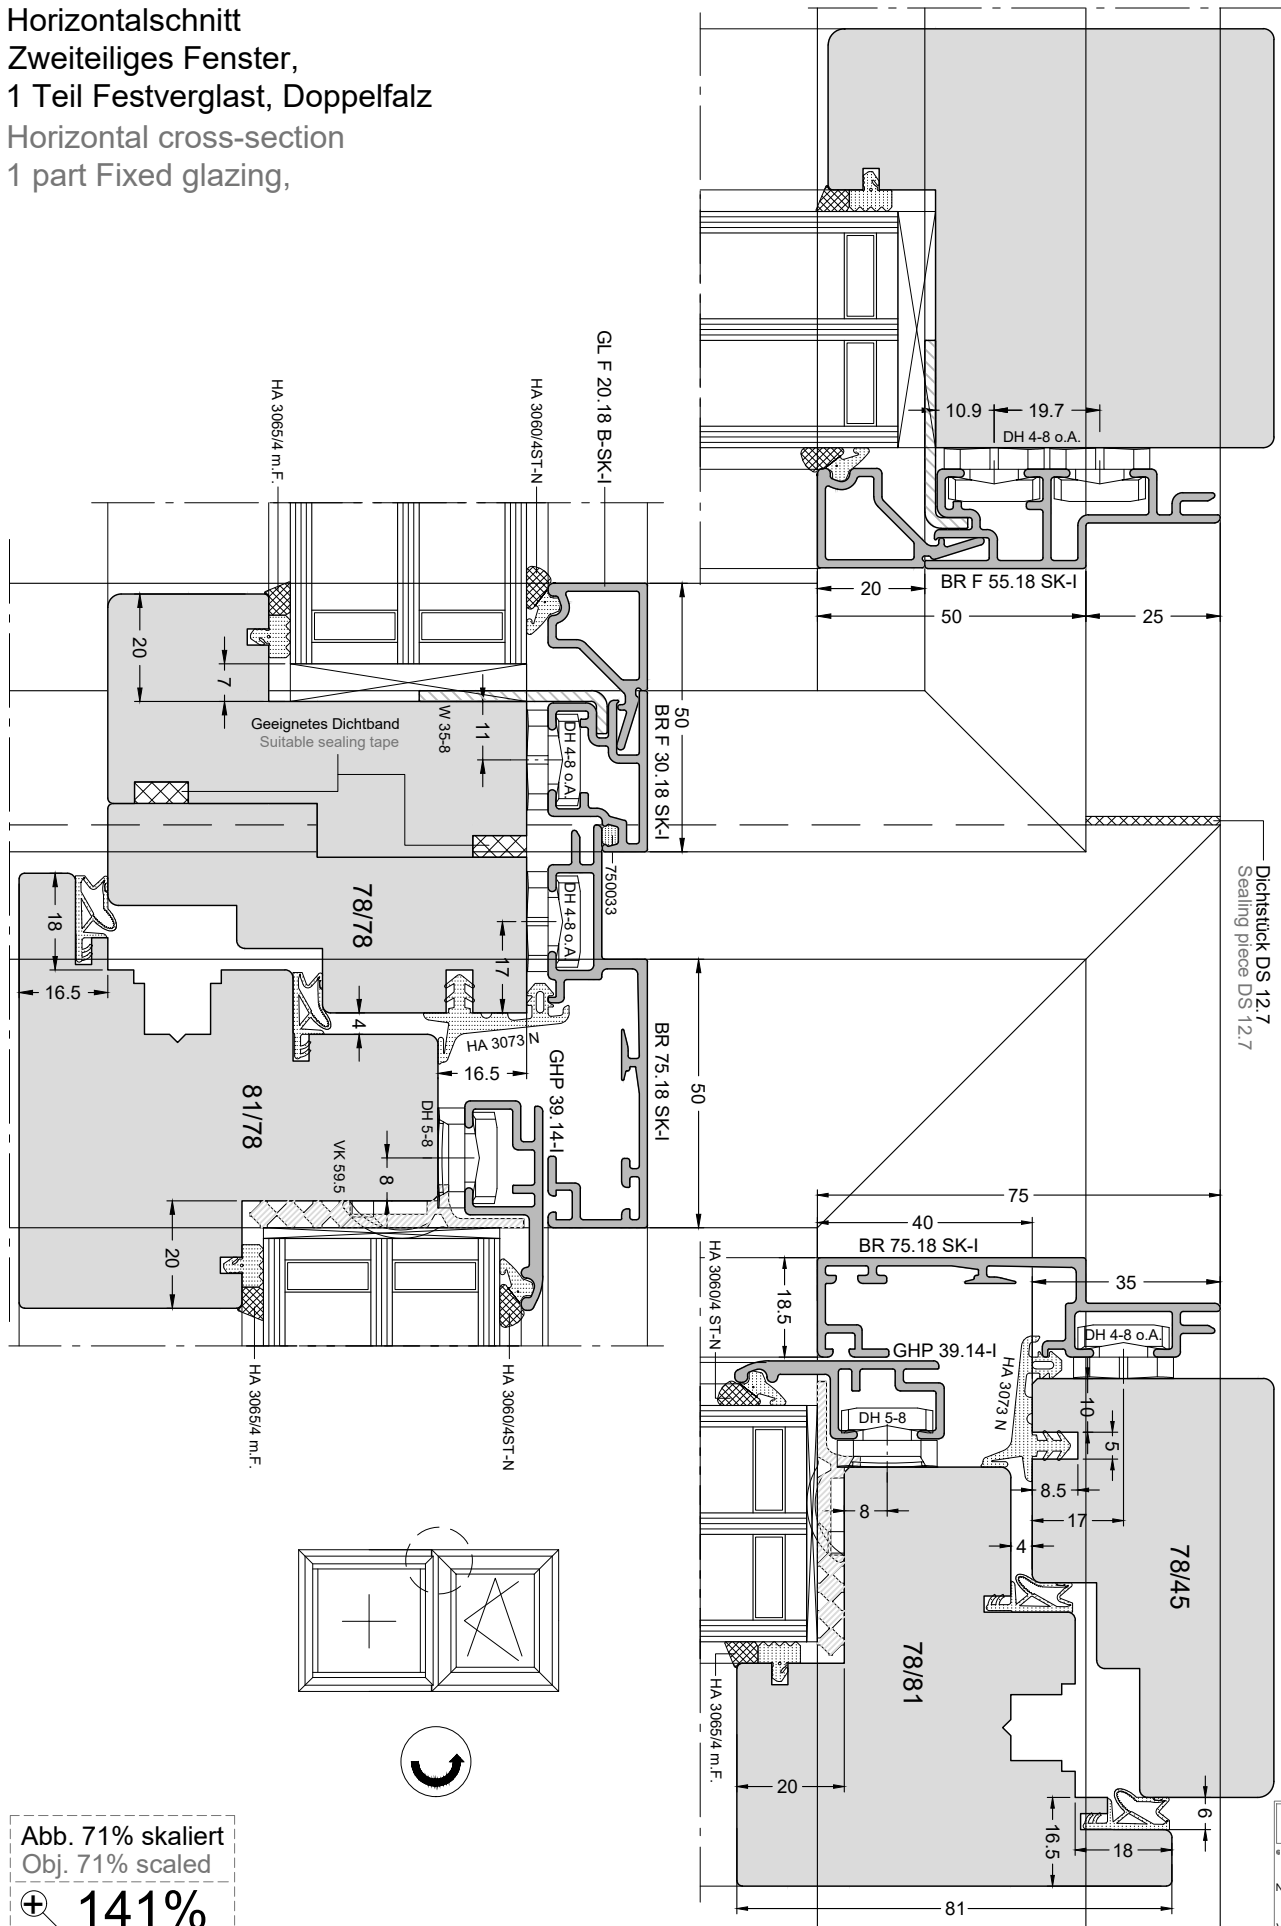 Horizontalschnitt
Zweiteiliges Fenster,
1 Teil Festverglast, Doppelfalz
Horizontal cross-section
1 part Fixed glazing,
10.9
19.7
DH 4-8 o.A.
BR F 55.18 SK-I
20
50
25
HA 3065/4 m.F.
HA 3060/4ST-N
GL F 20.18 B-SK-I
20
7
Geeignetes Dichtband
Suitable sealing tape
W 35-8
11
DH 4-8 o.A.
50
BR F 30.18 SK-I
750033
DH 4-8 o.A.
78/78
17
18
16.5
4
HA 3073 N
16.5
GHP 39.14-I
BR 75.18 SK-I
50
81/78
DH 5-8
VK 59.5
8
20
HA 3065/4 m.F.
HA 3060/4ST-N
Dichtstück DS 12.7
Sealing piece DS 12.7
75
40
BR 75.18 SK-I
35
HA 3060/4 ST-N
18.5
GHP 39.14-I
DH 4-8 o.A.
HA 3073 N
10
5
DH 5-8
8.5
8
17
4
78/45
78/81
HA 3065/4 m.F.
20
16.5
18
6
81
Abb. 71% skaliert
Obj. 71% scaled
141%